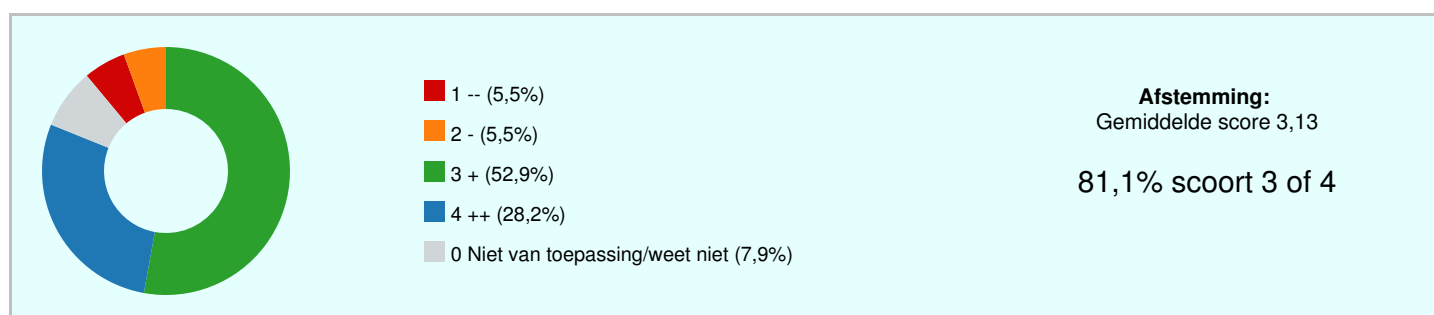 1 -- (5,5%)
2 - (5,5%)
3 + (52,9%)
4 ++ (28,2%)
0 Niet van toepassing/weet niet (7,9%)
Afstemming:
Gemiddelde score 3,13
81,1% scoort 3 of 4